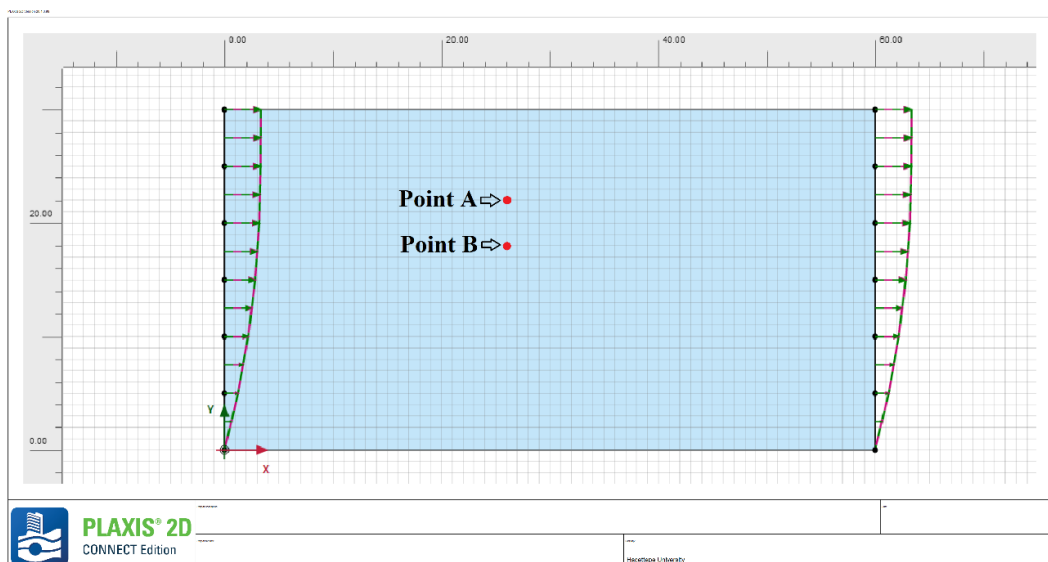 0.00 20.00 40.00 60.00
20.00
0.00
Point A
Point B
Y
X
PLAXIS® 2D
CONNECT Edition
Hacettepe University